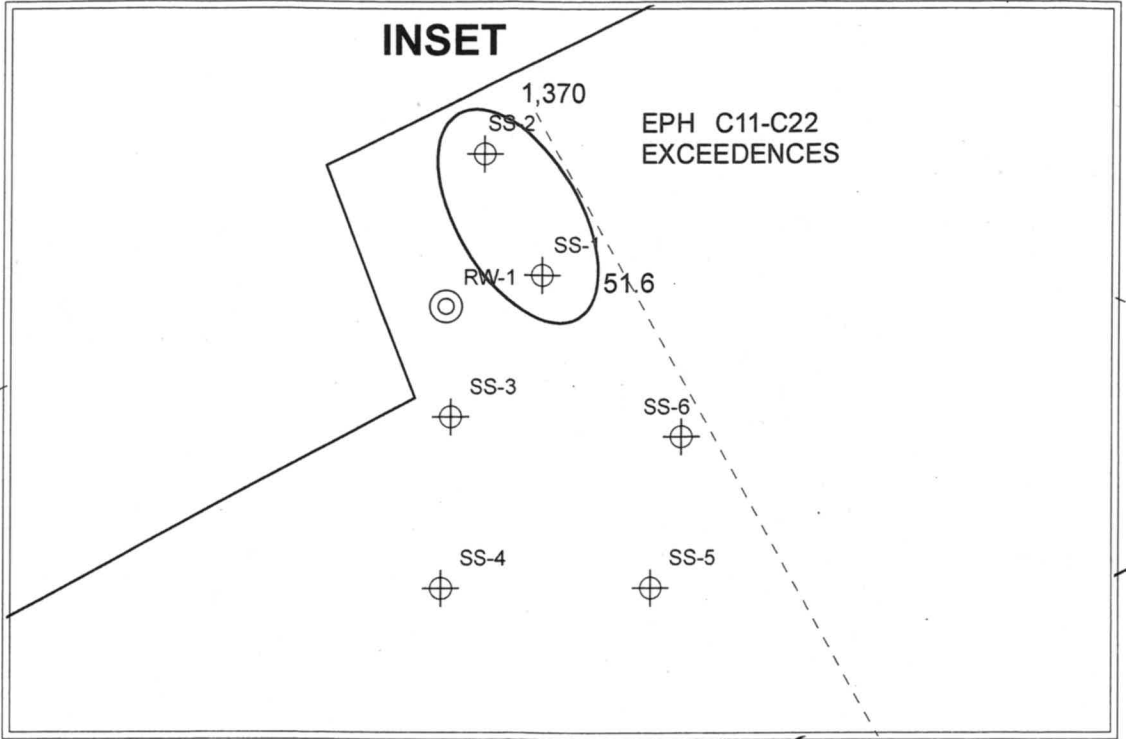 INSET
1,370
SS-2
EPH C11-C22
EXCEEDENCES
SS-1
RW-1
51.6
SS-3
SS-6
SS-4
SS-5